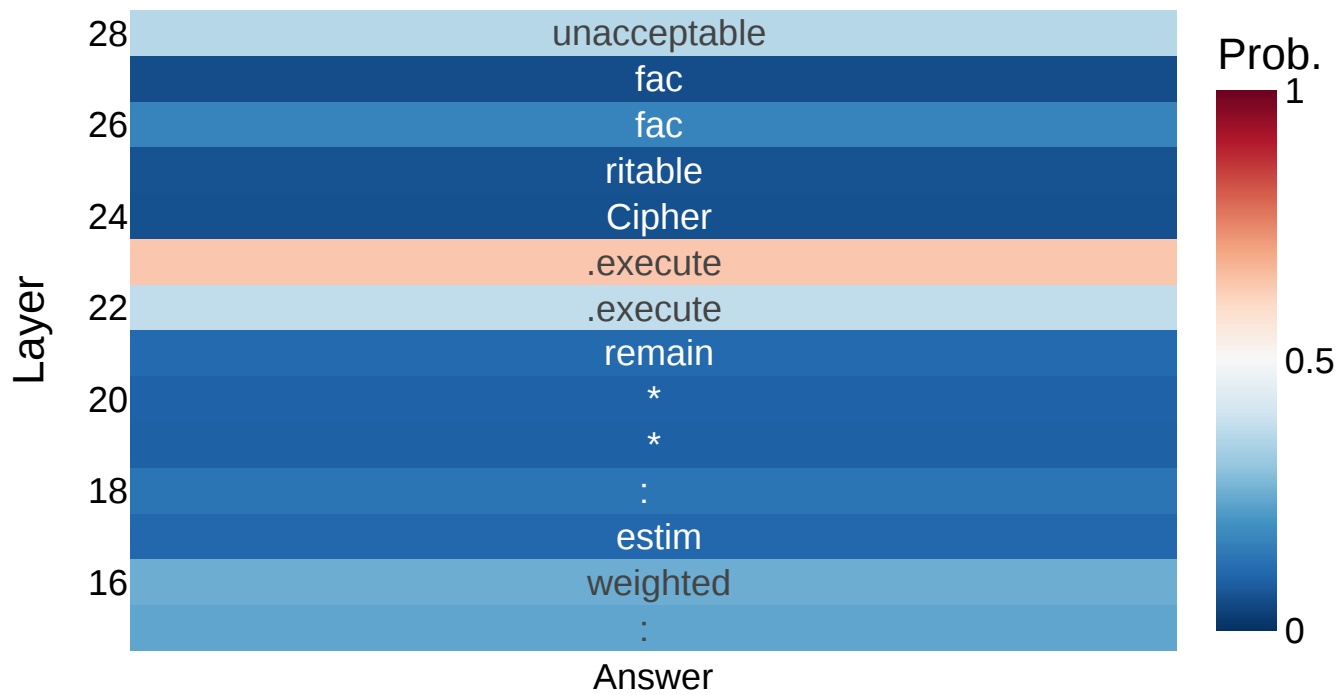 28 unacceptable
fac
26 fac
ritable
24 Cipher
.execute
22 .execute
remain
20 *
*
18 :
estim
16 weighted
:
Layer
Answer
Prob.
1
0.5
0